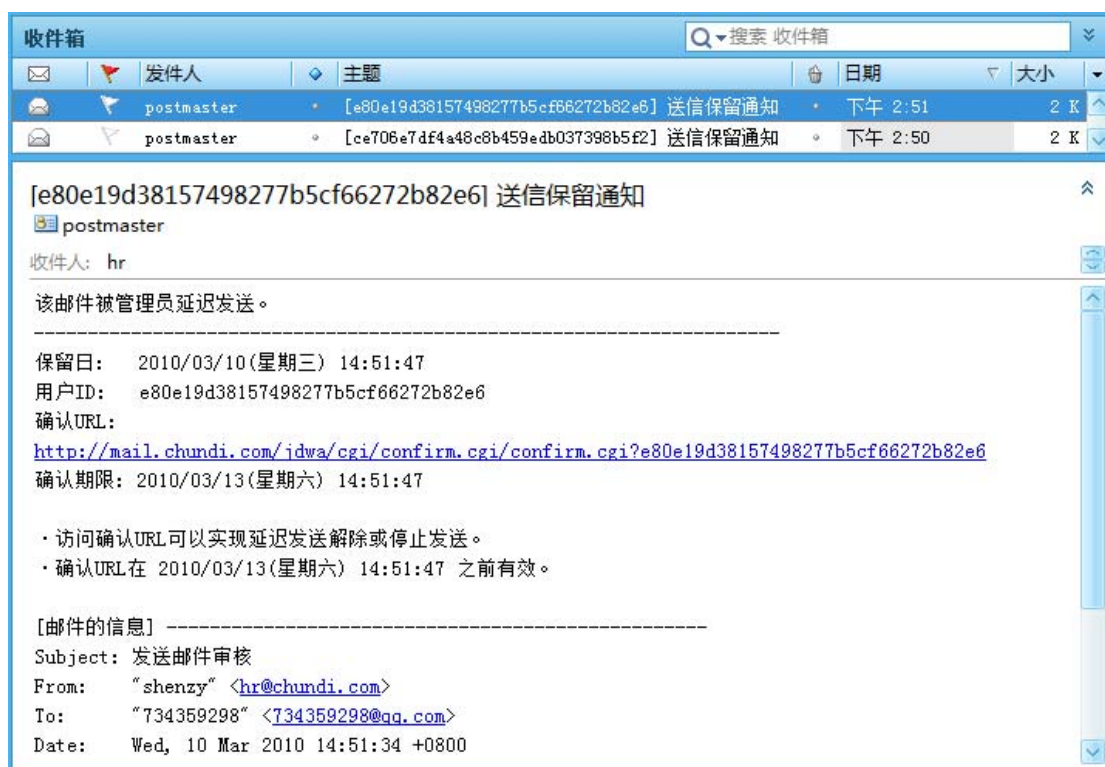 收件箱 搜索 收件箱
发件人 主题 日期 大小
postmaster [e80e19d38157498277b5cf66272b82e6] 送信保留通知 下午 2:51 2 K
postmaster [ce706e7df4a48c8b459edb037398b5f2] 送信保留通知 下午 2:50 2 K
[e80e19d38157498277b5cf66272b82e6] 送信保留通知
postmaster
收件人: hr
该邮件被管理员延迟发送。
---------------------------------------------------------------------
保留日: 2010/03/10(星期三) 14:51:47
用户ID: e80e19d38157498277b5cf66272b82e6
确认URL:
http://mail.chundi.com/jdwa/cgi/confirm.cgi/confirm.cgi?e80e19d38157498277b5cf66272b82e6
确认期限: 2010/03/13(星期六) 14:51:47
·访问确认URL可以实现延迟发送解除或停止发送。
·确认URL在 2010/03/13(星期六) 14:51:47 之前有效。
[邮件的信息] --------------------------------------------------
Subject: 发送邮件审核
From: "shenzy" <hr@chundi.com>
To: "734359298" <734359298@qq.com>
Date: Wed, 10 Mar 2010 14:51:34 +0800